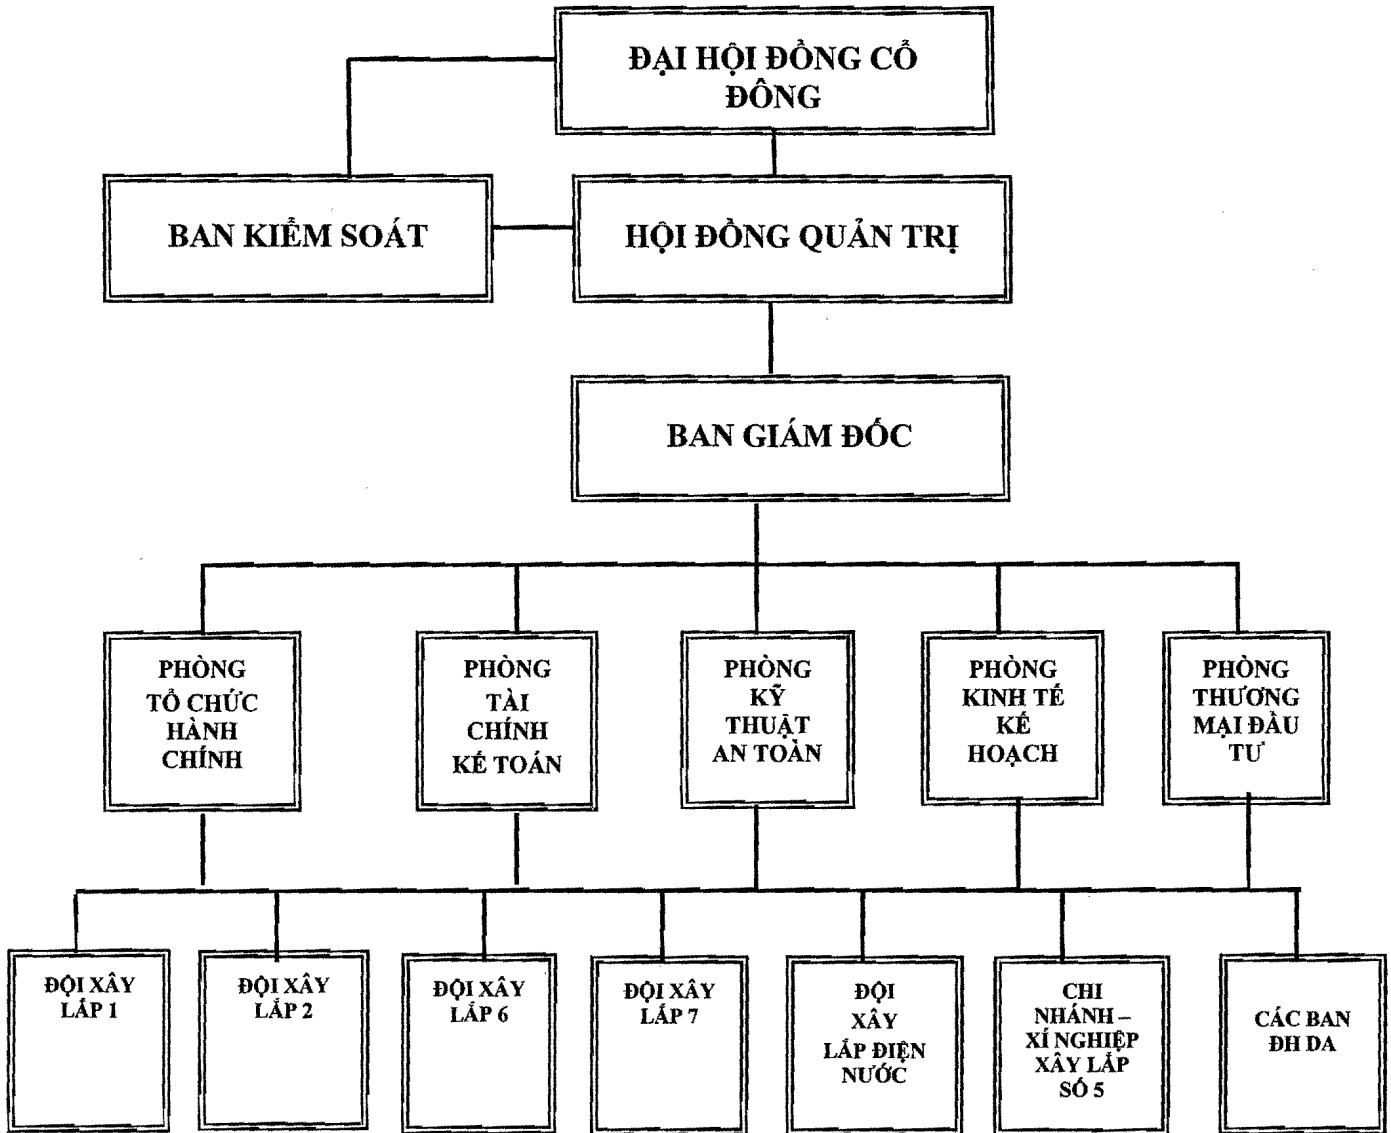 ĐẠI HỘI ĐỒNG CỔ
ĐÔNG
BAN KIỂM SOÁT
HỘI ĐỒNG QUẢN TRỊ
BAN GIÁM ĐỐC
PHÒNG
TỔ CHỨC
HÀNH
CHÍNH
PHÒNG
TÀI
CHÍNH
KẾ TOÁN
PHÒNG
KỸ
THUẬT
AN TOÀN
PHÒNG
KINH TẾ
KẾ
HOẠCH
PHÒNG
THƯƠNG
MẠI ĐẦU
TƯ
ĐỘI XÂY
LẮP 1
ĐỘI XÂY
LẮP 2
ĐỘI XÂY
LẮP 6
ĐỘI XÂY
LẮP 7
ĐỘI
XÂY
LẮP ĐIỆN
NƯỚC
CHI
NHÁNH –
XÍ NGHIỆP
XÂY LẮP
SỐ 5
CÁC BAN
ĐH DA